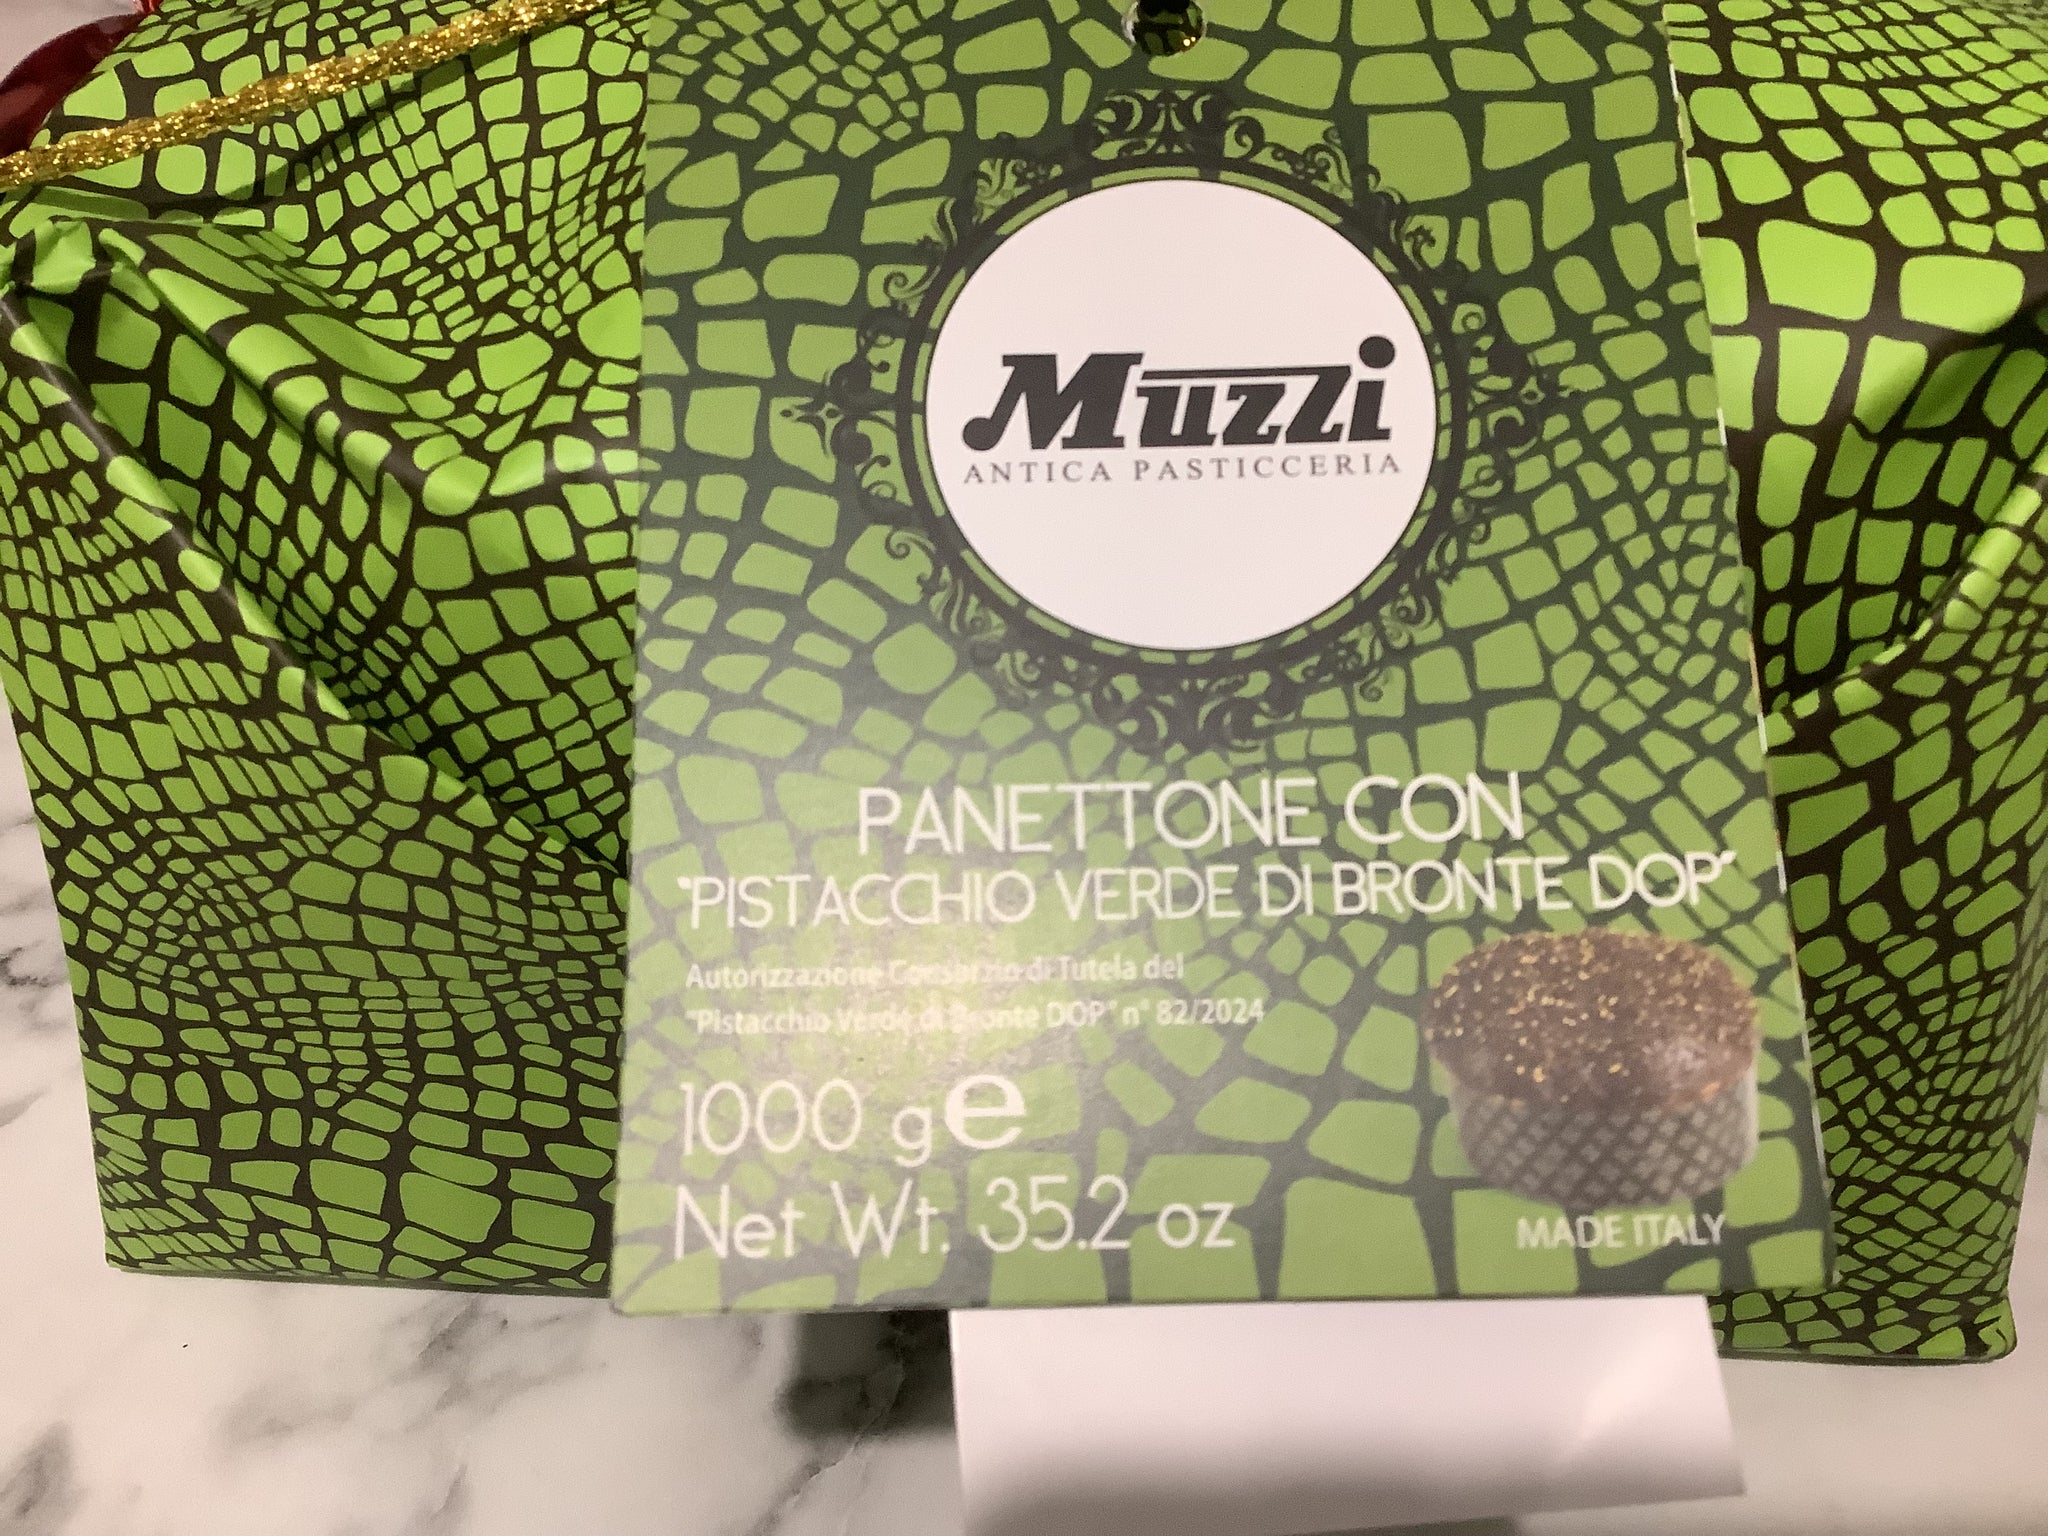 Muzzi
ANTICA PASTICCERIA
PANETTONE CON
"PISTACCHIO VERDE DI BRONTE DOP"
Autorizzazione Consorzio di Tutela del
"Pistacchio Verde di Bronte DOP" n° 82/2024
1000 g e
Net Wt. 35.2 oz
MADE ITALY